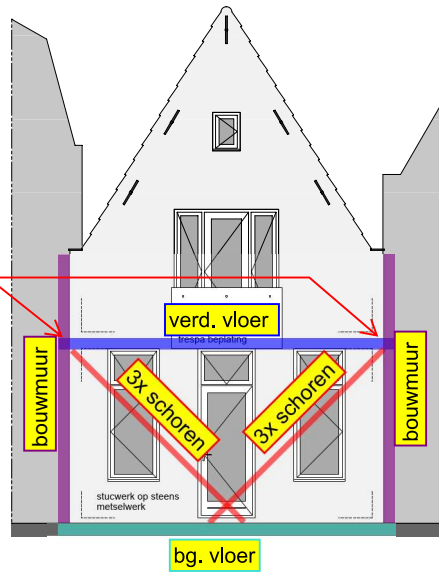 verd. vloer
trespa beplating
bouwmuur
3x schoren
3x schoren
bouwmuur
stucwerk op steens
metselwerk
bg. vloer